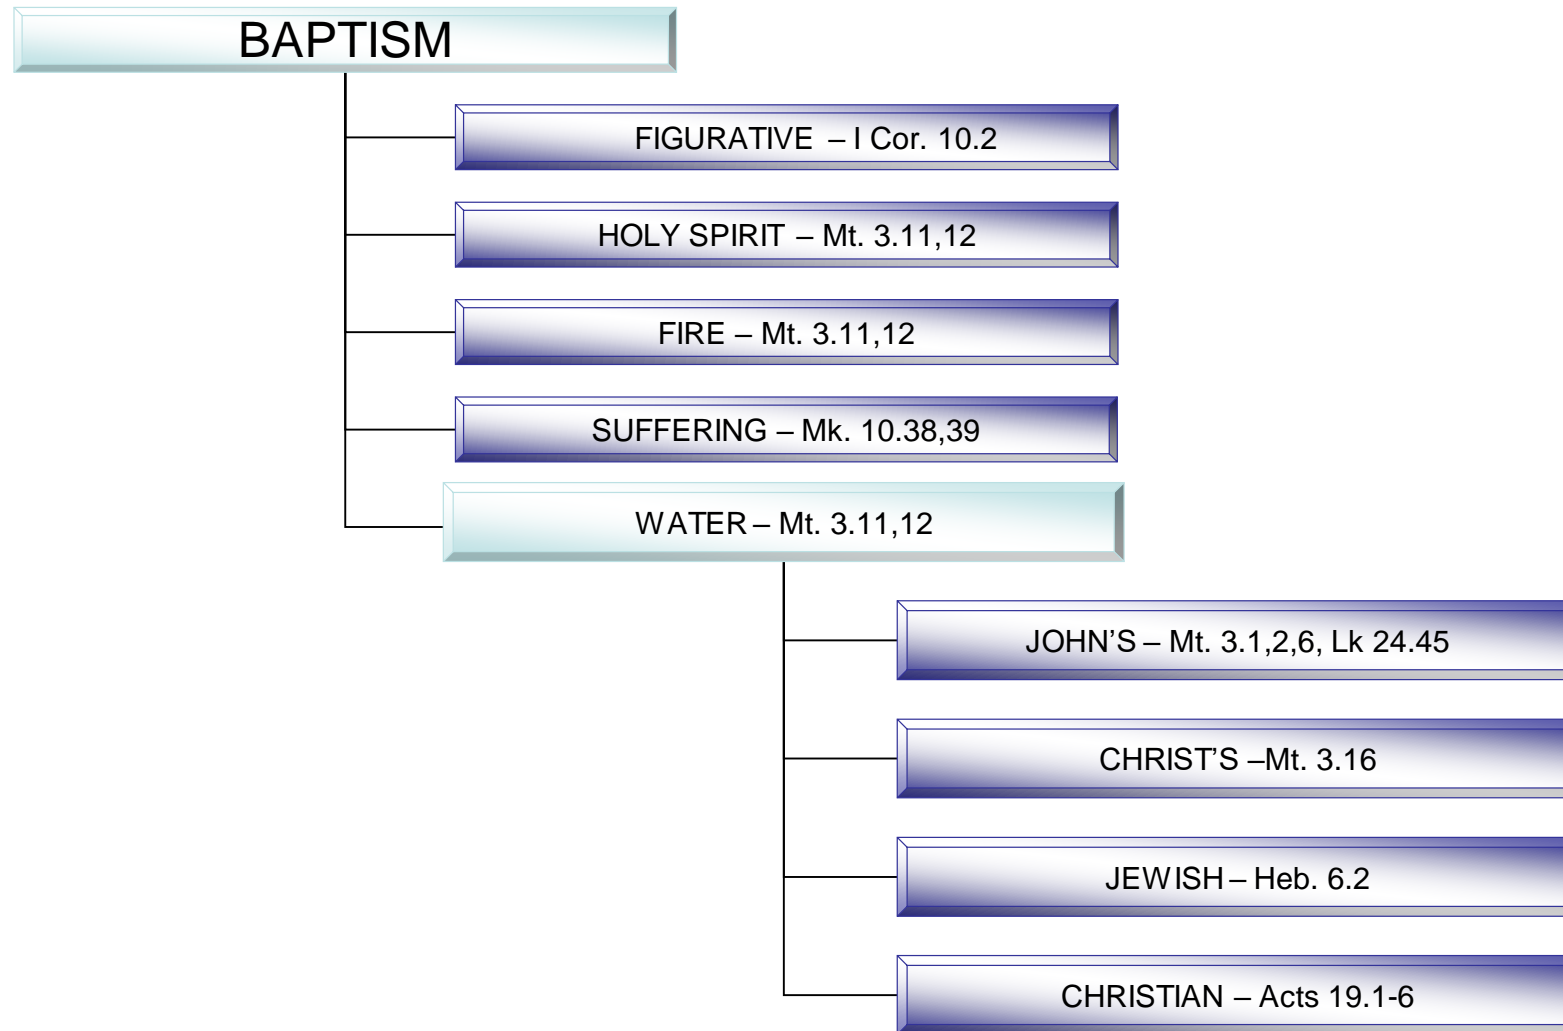 BAPTISM
FIGURATIVE – I Cor. 10.2
HOLY SPIRIT – Mt. 3.11,12
FIRE – Mt. 3.11,12
SUFFERING – Mk. 10.38,39
WATER – Mt. 3.11,12
JOHN’S – Mt. 3.1,2,6, Lk 24.45
CHRIST’S –Mt. 3.16
JEWISH – Heb. 6.2
CHRISTIAN – Acts 19.1-6